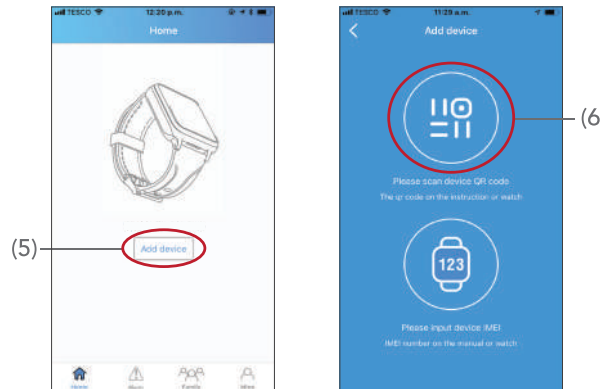 TESCO 12:20 p.m.
Home
(5)
Add device
Home
Alarm
Family
Mine
TESCO 11:29 a.m.
Add device
(6
Please scan device QR code
The qr code on the instruction or watch
123
Please input device IMEI
IMEI number on the manual or watch